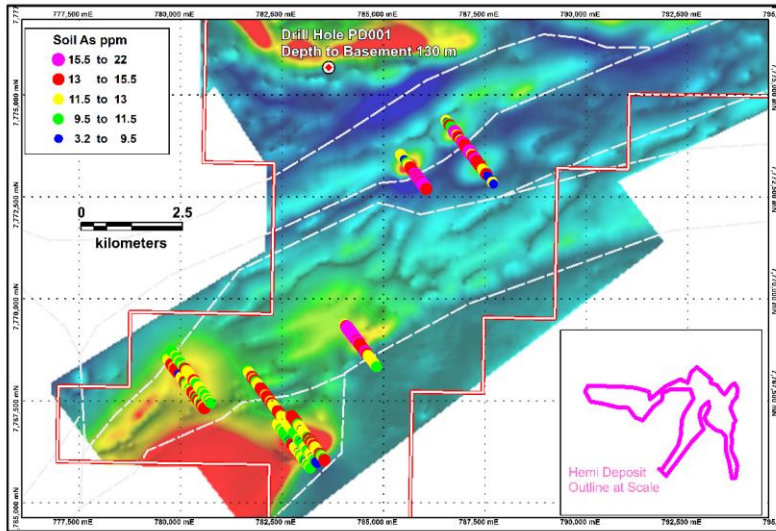 777,500 mE 780,000 mE 782,500 mE 785,000 mE 787,500 mE 790,000 mE 792,500 mE
Drill Hole PD001
Depth to Basement 130 m
Soil As ppm
15.5 to 22
13 to 15.5
11.5 to 13
9.5 to 11.5
3.2 to 9.5
7,775,000 mN
7,775,000 mN
7,772,500 mN
0 2.5
kilometers
7,770,000 mN
7,767,500 mN
Hemi Deposit
Outline at Scale
7,765,000 mN
777,500 mE 780,000 mE 782,500 mE 785,000 mE 787,500 mE 790,000 mE 792,500 mE